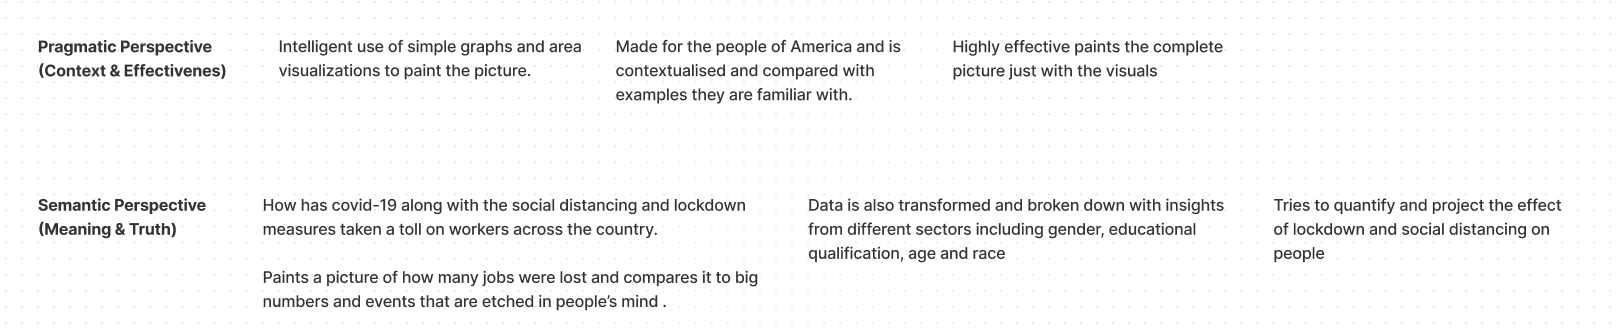 Pragmatic Perspective
(Context & Effectivenes)
Intelligent use of simple graphs and area
visualizations to paint the picture.
Made for the people of America and is
contextualised and compared with
examples they are familiar with.
Highly effective paints the complete
picture just with the visuals
Semantic Perspective
(Meaning & Truth)
How has covid-19 along with the social distancing and lockdown
measures taken a toll on workers across the country.
Paints a picture of how many jobs were lost and compares it to big
numbers and events that are etched in people's mind .
Data is also transformed and broken down with insights
from different sectors including gender, educational
qualification, age and race
Tries to quantify and project the effect
of lockdown and social distancing on
people